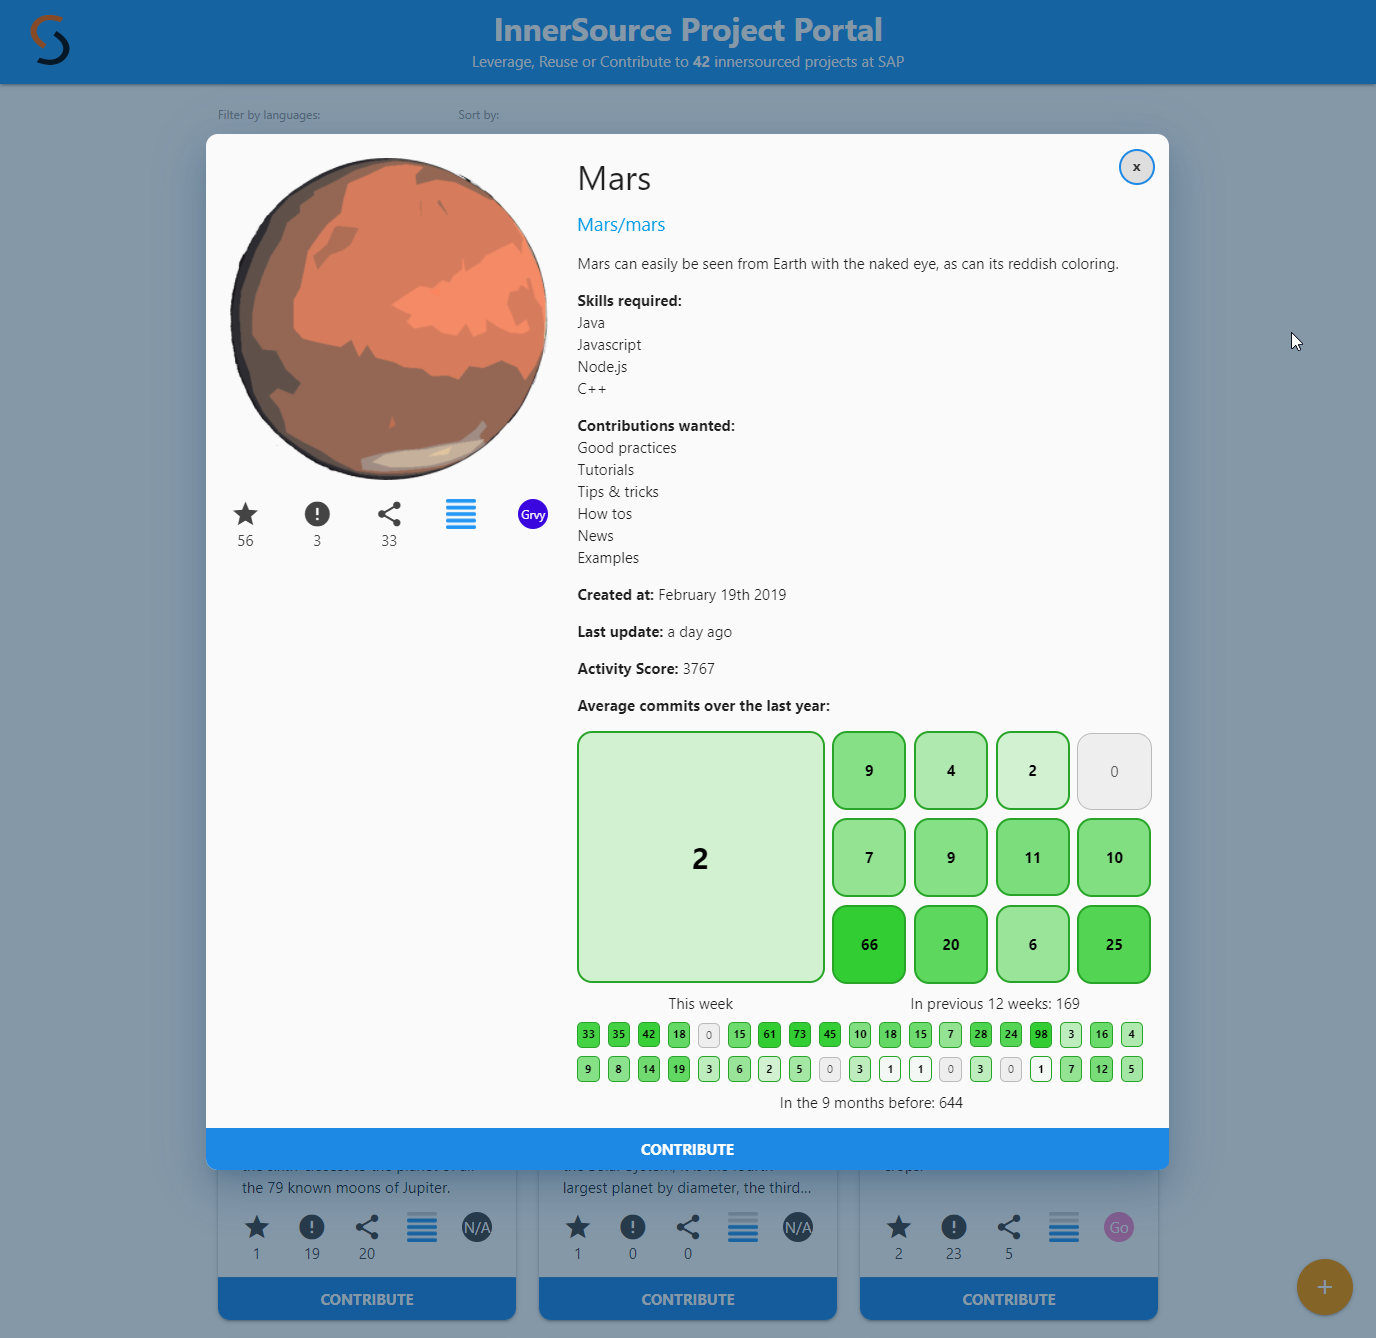 InnerSource Project Portal
Leverage, Reuse or Contribute to 42 innersourced projects at SAP
Filter by languages:
Sort by:
x
Mars
Mars/mars
Mars can easily be seen from Earth with the naked eye, as can its reddish coloring.
Skills required:
Java
Javascript
Node.js
C++
Contributions wanted:
Good practices
Tutorials
Tips & tricks
How tos
News
Examples
Grvy
56 3 33
Created at: February 19th 2019
Last update: a day ago
Activity Score: 3767
Average commits over the last year:
2
9 4 2 0
7 9 11 10
66 20 6 25
This week
In previous 12 weeks: 169
33 35 42 18 0 15 61 73 45 10 18 15 7 28 24 98 3 16 4
9 8 14 19 3 6 2 5 0 3 1 1 0 3 0 1 7 12 5
In the 9 months before: 644
CONTRIBUTE
the 79 known moons of Jupiter.
N/A
1 19 20
CONTRIBUTE
largest planet by diameter, the third...
N/A
1 0 0
CONTRIBUTE
Go
2 23 5
CONTRIBUTE
+